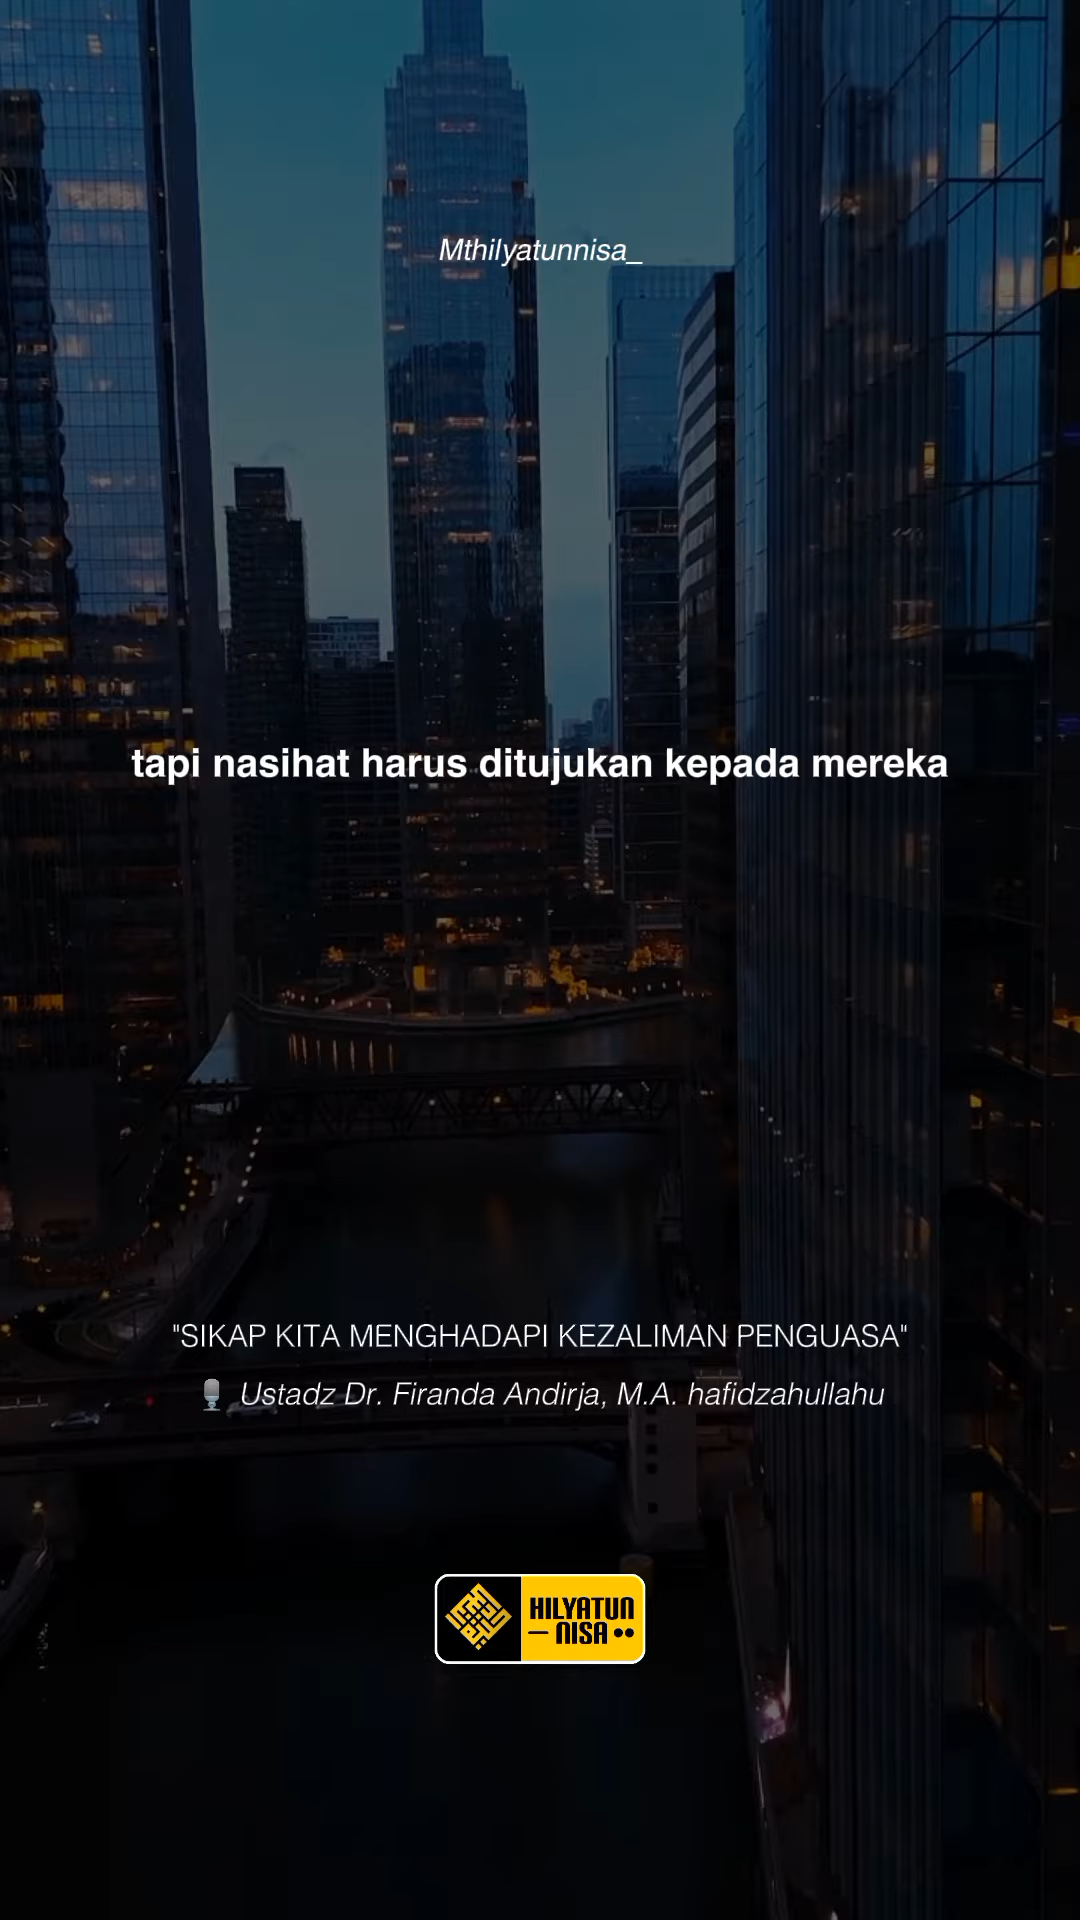 Mthilyatunnisa_
tapi nasihat harus ditujukan kepada mereka
"SIKAP KITA MENGHADAPI KEZALIMAN PENGUASA"
Ustadz Dr. Firanda Andirja, M.A. hafidzahullahu
HILYATUN
NISA